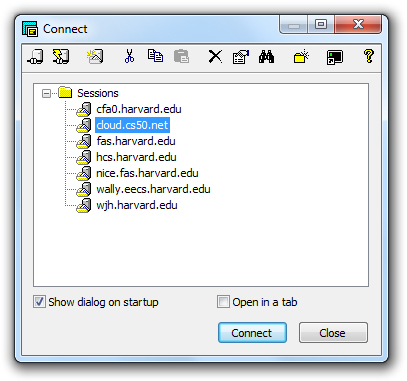 Connect
Sessions
cfa0.harvard.edu
cloud.cs50.net
fas.harvard.edu
hcs.harvard.edu
nice.fas.harvard.edu
wally.eecs.harvard.edu
wjh.harvard.edu
Show dialog on startup
Open in a tab
Connect
Close